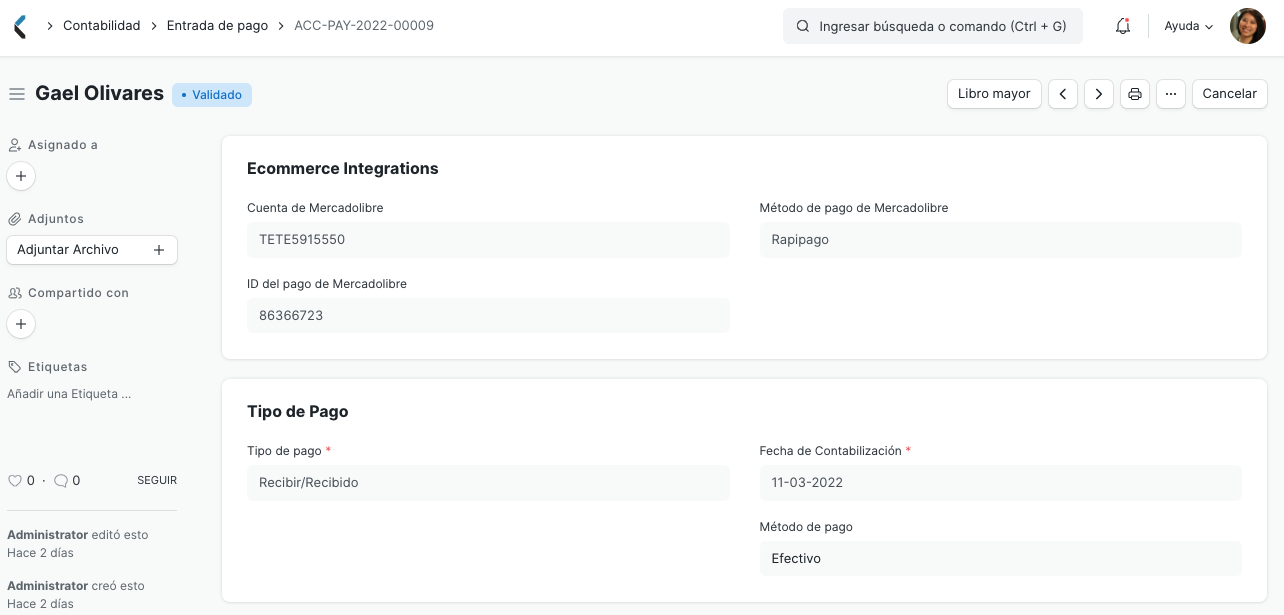 Contabilidad > Entrada de pago > ACC-PAY-2022-00009
Ingresar búsqueda o comando (Ctrl + G)
Ayuda
Gael Olivares
• Validado
Libro mayor
Cancelar
Asignado a
Adjuntos
Adjuntar Archivo
Compartido con
Etiquetas
Añadir una Etiqueta ...
0 · 0
SEGUIR
Administrator editó esto
Hace 2 días
Administrator creó esto
Hace 2 días
Ecommerce Integrations
Cuenta de Mercadolibre
TETE5915550
Método de pago de Mercadolibre
Rapipago
ID del pago de Mercadolibre
86366723
Tipo de Pago
Tipo de pago *
Recibir/Recibido
Fecha de Contabilización *
11-03-2022
Método de pago
Efectivo